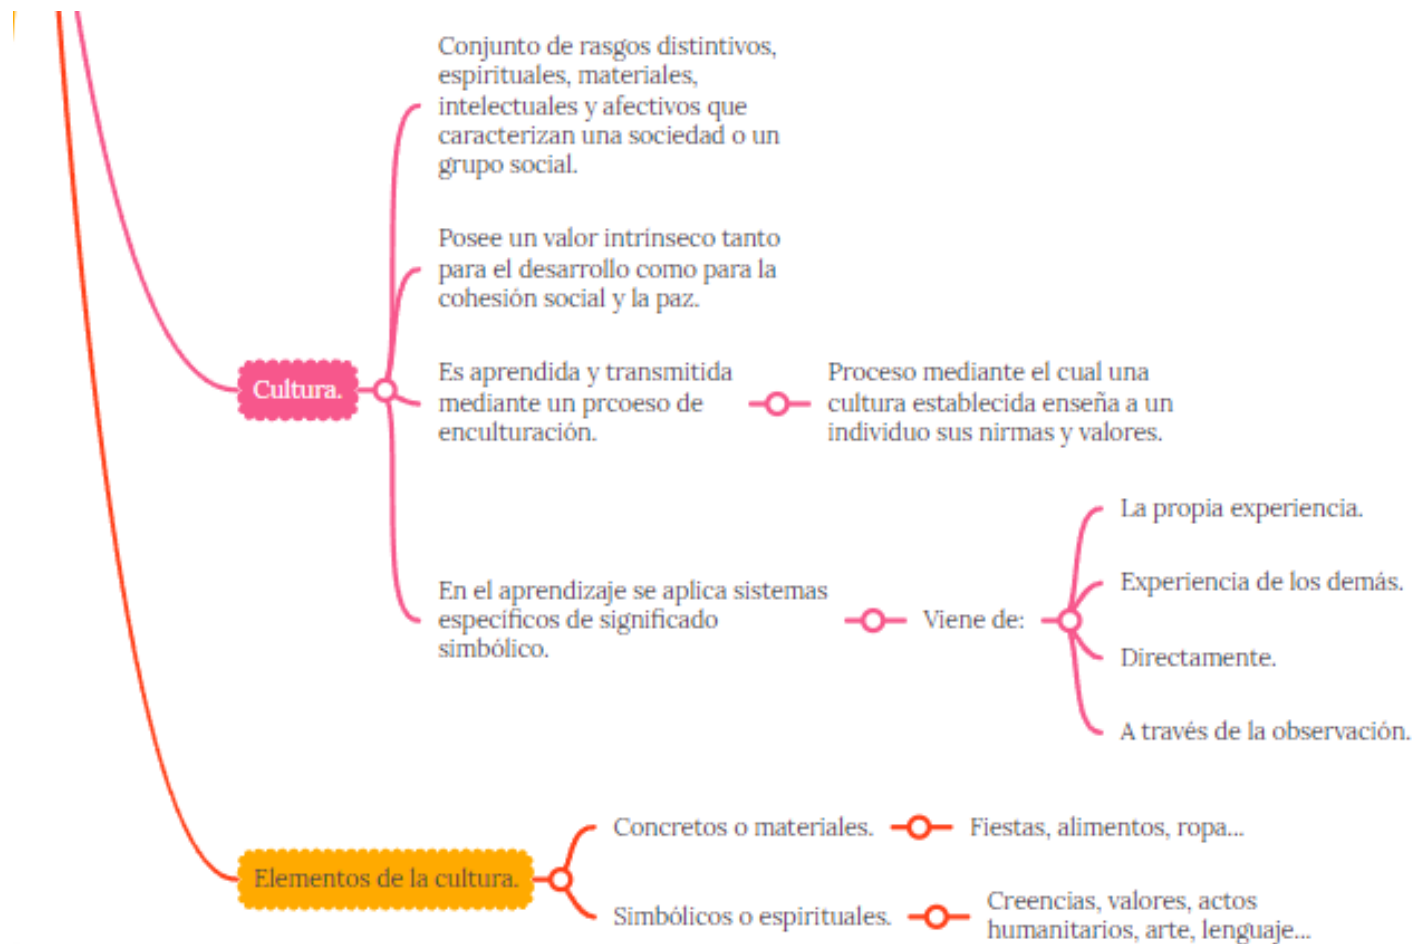 Conjunto de rasgos distintivos,
espirituales, materiales,
intelectuales y afectivos que
caracterizan una sociedad o un
grupo social.
Posee un valor intrínseco tanto
para el desarrollo como para la
cohesión social y la paz.
Cultura.
Es aprendida y transmitida
mediante un prcoeso de
enculturación.
Proceso mediante el cual una
cultura establecida enseña a un
individuo sus nirmas y valores.
En el aprendizaje se aplica sistemas
específicos de significado
simbólico.
Viene de:
La propia experiencia.
Experiencia de los demás.
Directamente.
A través de la observación.
Elementos de la cultura.
Concretos o materiales.
Fiestas, alimentos, ropa...
Simbólicos o espirituales.
Creencias, valores, actos
humanitarios, arte, lenguaje...